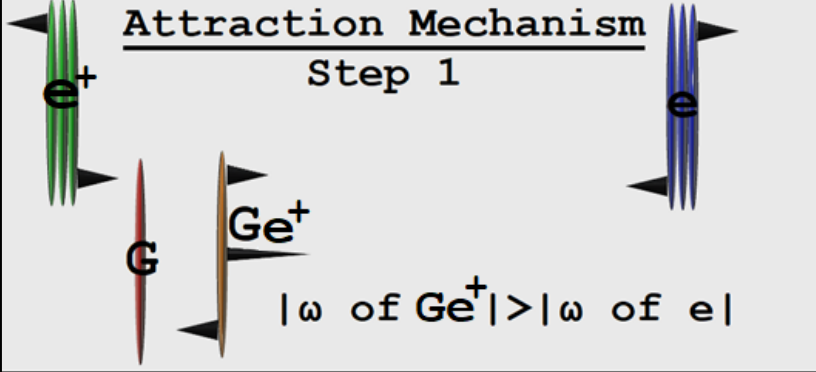 Attraction Mechanism
Step 1
e+
e
G
Ge+
|ω of Ge+|>|ω of e|